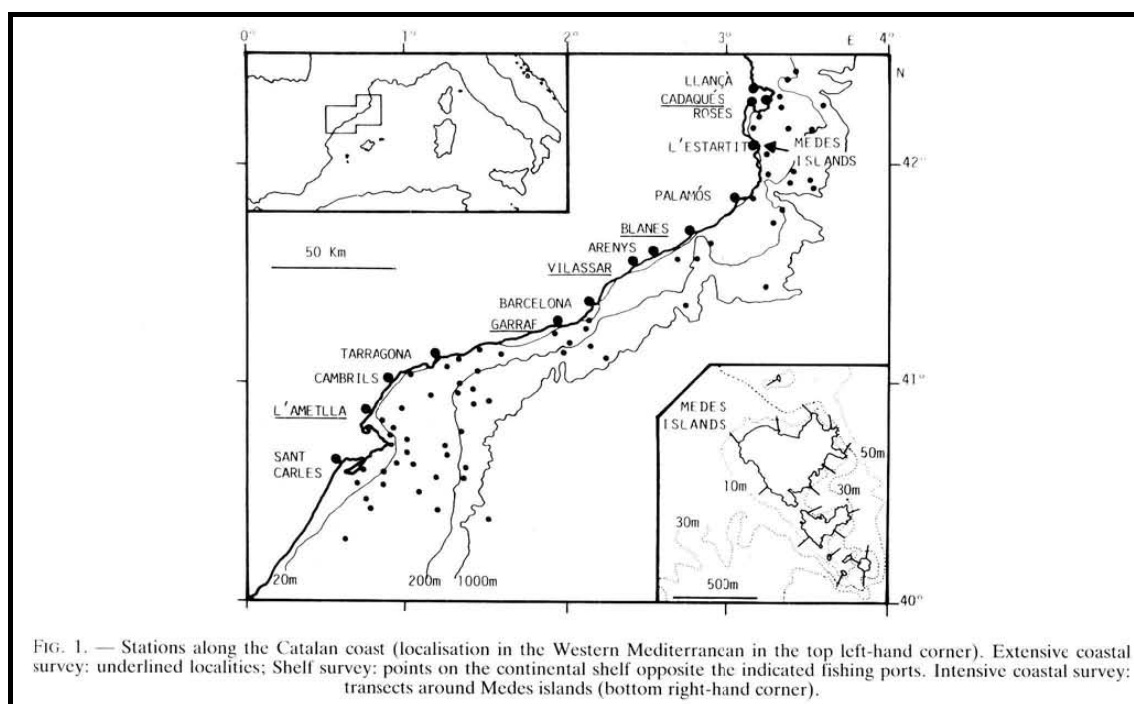 0° 1° 2° 3° E 4°
N
LLANÇÀ
CADAQUÉS
ROSES
L'ESTARTIT
MEDES
ISLANDS
42°
PALAMÓS
BLANES
50 Km
ARENYS
VILASSAR
BARCELONA
GARRAF
TARRAGONA
CAMBRILS
41°
L'AMETLLA
SANT
CARLES
20m
200m
1000m
MEDES
ISLANDS
50m
10m
30m
30m
500m
40°
FIG. 1. — Stations along the Catalan coast (localisation in the Western Mediterranean in the top left-hand corner). Extensive coastal
survey: underlined localities; Shelf survey: points on the continental shelf opposite the indicated fishing ports. Intensive coastal survey:
transects around Medes islands (bottom right-hand corner).